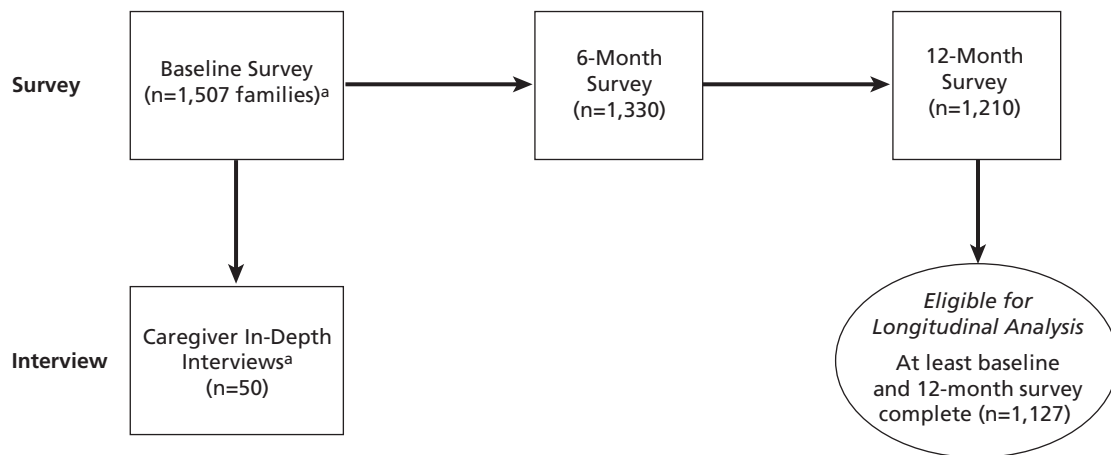 Survey
Baseline Survey
(n=1,507 families)ª
6-Month
Survey
(n=1,330)
12-Month
Survey
(n=1,210)
Interview
Caregiver In-Depth
Interviewsª
(n=50)
Eligible for
Longitudinal Analysis
At least baseline
and 12-month survey
complete (n=1,127)